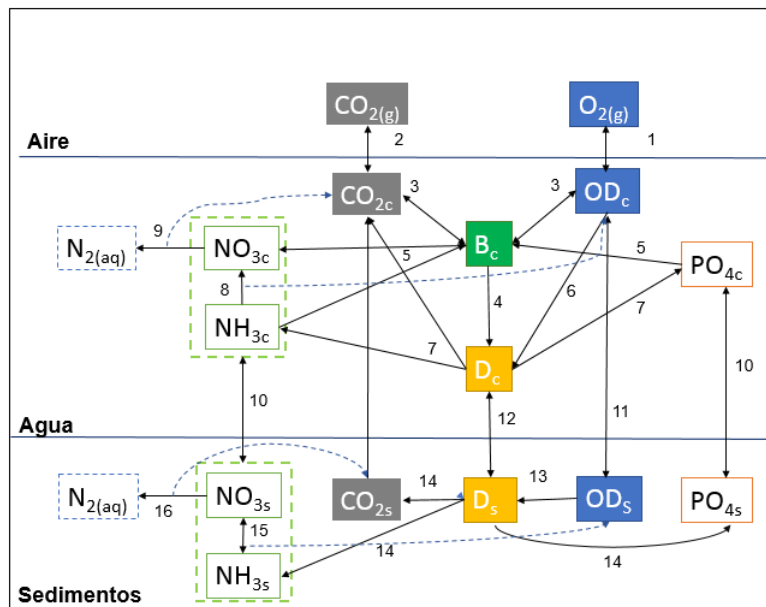 CO2(g)
O2(g)
2
1
Aire
CO2c
3
3
ODc
9
N2(aq)
NO3c
Bc
5
5
PO4c
8
4
6
7
NH3c
7
Dc
10
12
11
10
Agua
N2(aq)
NO3s
CO2s
14
Ds
13
ODS
PO4s
16
15
14
14
NH3s
Sedimentos